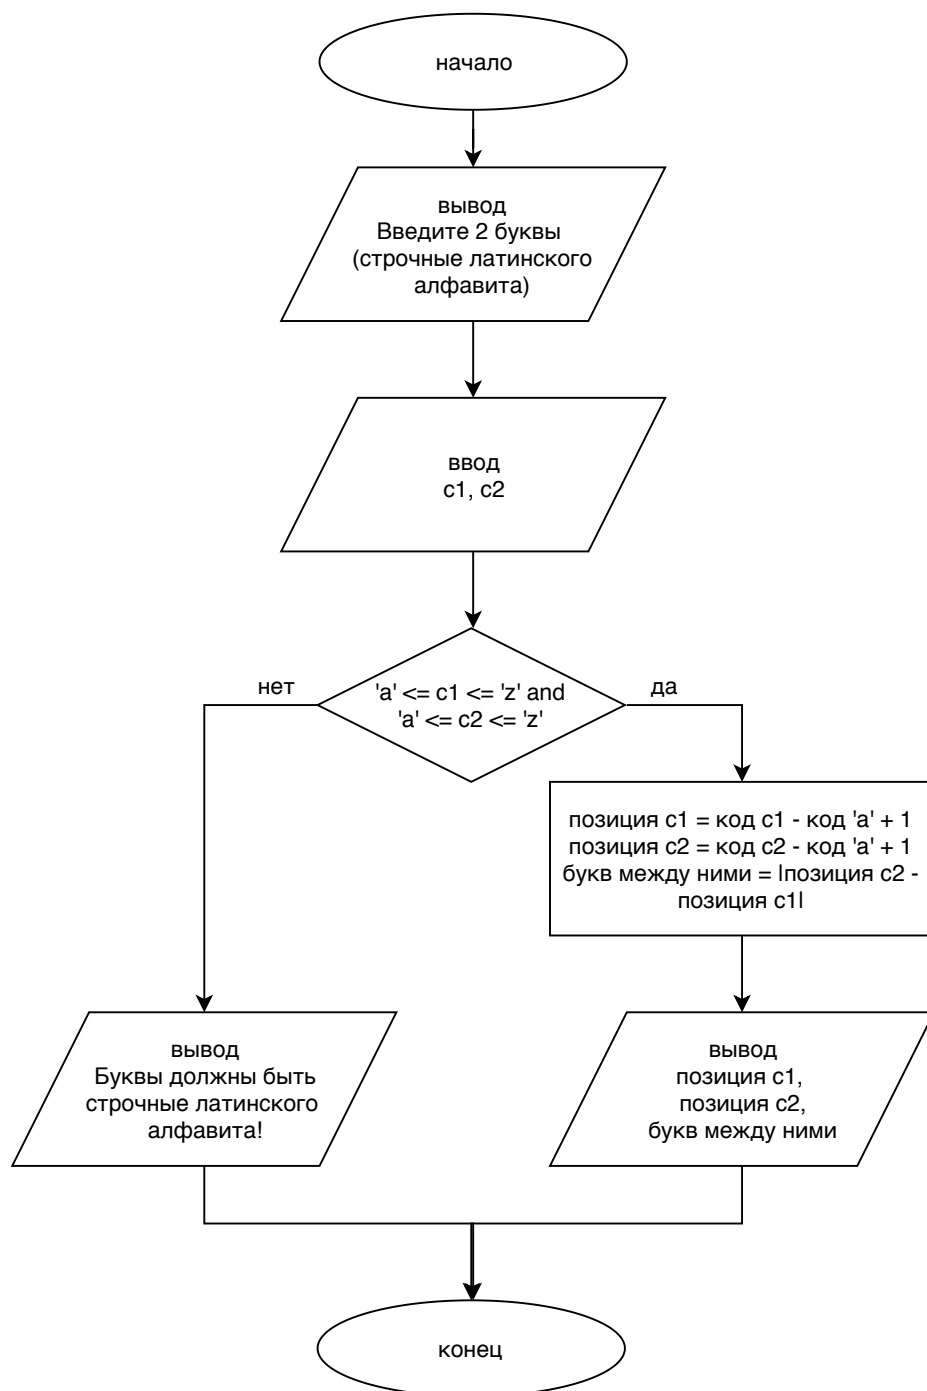 начало
вывод
Введите 2 буквы
(строчные латинского
алфавита)
ввод
c1, c2
нет
'a' <= c1 <= 'z' and
'a' <= c2 <= 'z'
да
позиция c1 = код c1 - код 'a' + 1
позиция c2 = код c2 - код 'a' + 1
букв между ними = |позиция c2 -
позиция c1|
вывод
Буквы должны быть
строчные латинского
алфавита!
вывод
позиция c1,
позиция c2,
букв между ними
конец